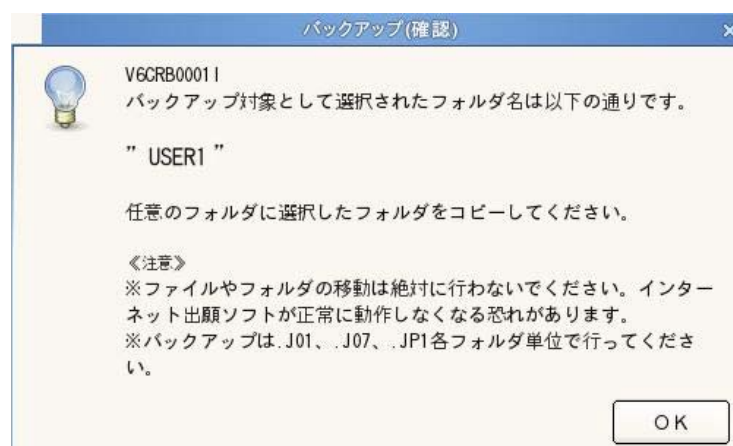 バックアップ(確認)
V6CRB0001I
バックアップ対象として選択されたフォルダ名は以下の通りです。
” USER1 ”
任意のフォルダに選択したフォルダをコピーしてください。
≪注意≫
※ファイルやフォルダの移動は絶対に行わないでください。インター
ネット出願ソフトが正常に動作しなくなる恐れがあります。
※バックアップは.J01、.J07、.JP1各フォルダ単位で行ってくださ
い。
OK